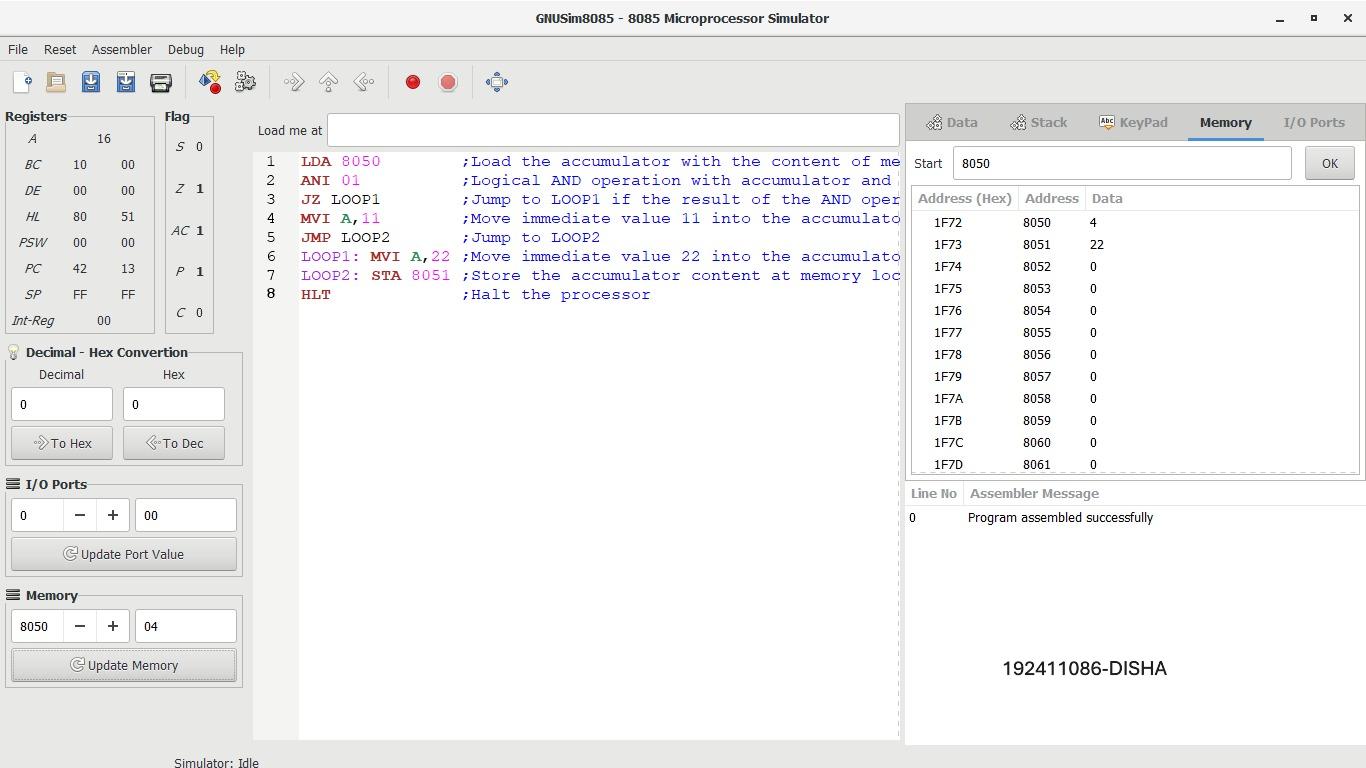 GNUSim8085 - 8085 Microprocessor Simulator
File Reset Assembler Debug Help
Registers
A 16
BC 10 00
DE 00 00
HL 80 51
PSW 00 00
PC 42 13
SP FF FF
Int-Reg 00
Flag
S 0
Z 1
AC 1
P 1
C 0
Decimal - Hex Convertion
Decimal Hex
0 0
To Hex To Dec
I/O Ports
0 − + 00
Update Port Value
Memory
8050 − + 04
Update Memory
Load me at
1 LDA 8050 ;Load the accumulator with the content of me
2 ANI 01 ;Logical AND operation with accumulator and
3 JZ LOOP1 ;Jump to LOOP1 if the result of the AND oper
4 MVI A,11 ;Move immediate value 11 into the accumulato
5 JMP LOOP2 ;Jump to LOOP2
6 LOOP1: MVI A,22 ;Move immediate value 22 into the accumulato
7 LOOP2: STA 8051 ;Store the accumulator content at memory loc
8 HLT ;Halt the processor
Data Stack Abc KeyPad Memory I/O Ports
Start 8050 OK
Address (Hex) Address Data
1F72 8050 4
1F73 8051 22
1F74 8052 0
1F75 8053 0
1F76 8054 0
1F77 8055 0
1F78 8056 0
1F79 8057 0
1F7A 8058 0
1F7B 8059 0
1F7C 8060 0
1F7D 8061 0
Line No Assembler Message
0 Program assembled successfully
192411086-DISHA
Simulator: Idle